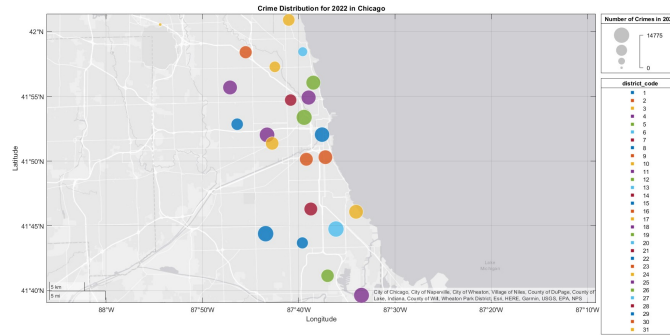 Crime Distribution for 2022 in Chicago
Number of Crimes in 202
14775
0
district_code
1
2
3
4
5
6
7
8
9
10
11
12
13
14
15
16
17
18
19
20
21
22
23
24
25
26
27
28
29
30
31
42°N
41°55'N
41°50'N
41°45'N
41°40'N
Latitude
Lake
Michigan
5 km
5 mi
City of Chicago, City of Naperville, City of Wheaton, Village of Niles, County of DuPage, County of
Lake, Indiana, County of Will, Wheaton Park District, Esri, HERE, Garmin, USGS, EPA, NPS
88°W
87°50'W
87°40'W
87°30'W
87°20'W
87°10'W
Longitude